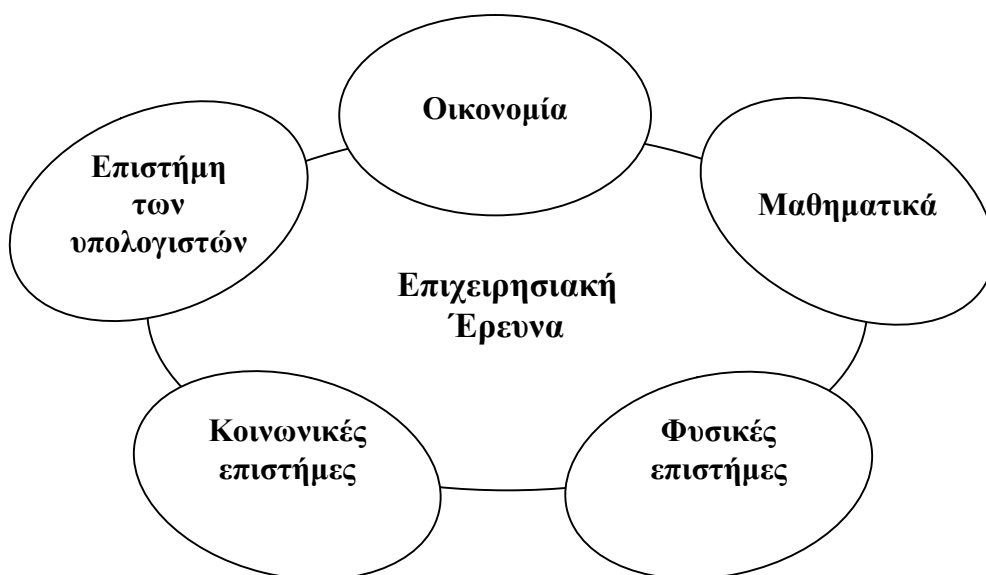 Οικονομία
Επιστήμη
των
υπολογιστών
Μαθηματικά
Επιχειρησιακή
Έρευνα
Κοινωνικές
επιστήμες
Φυσικές
επιστήμες